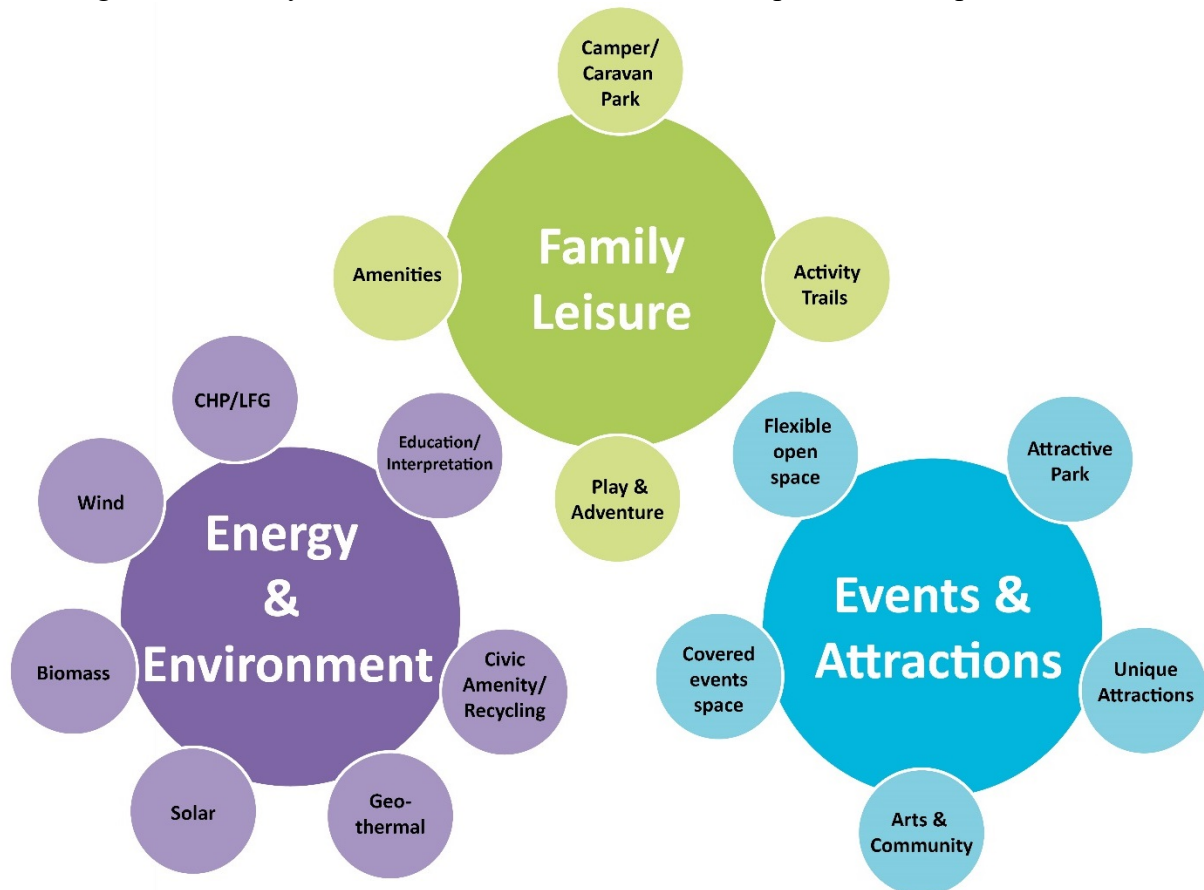 Camper/
Caravan
Park
Family
Leisure
Amenities
Activity
Trails
Play &
Adventure
Energy
&
Environment
CHP/LFG
Education/
Interpretation
Wind
Biomass
Civic
Amenity/
Recycling
Solar
Geo-
thermal
Events &
Attractions
Flexible
open
space
Attractive
Park
Covered
events
space
Unique
Attractions
Arts &
Community